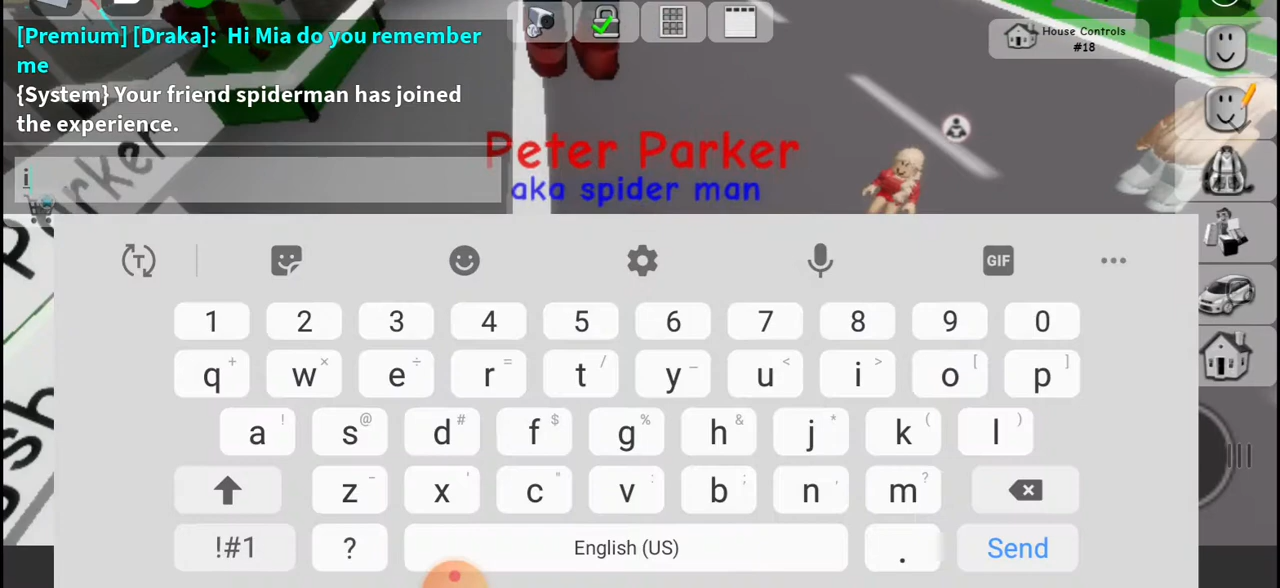 [Premium] [Draka]: Hi Mia do you remember
me
{System} Your friend spiderman has joined
the experience.
i
House Controls
#18
Peter Parker
aka spider man
arker
T
GIF
1 2 3 4 5 6 7 8 9 0
q + w × e ÷ r = t / y _ u < i > o [ p ]
a ! s @ d # f $ g % h & j * k ( l )
z - x ' c " v : b ; n , m ?
!#1 ? English (US) . Send